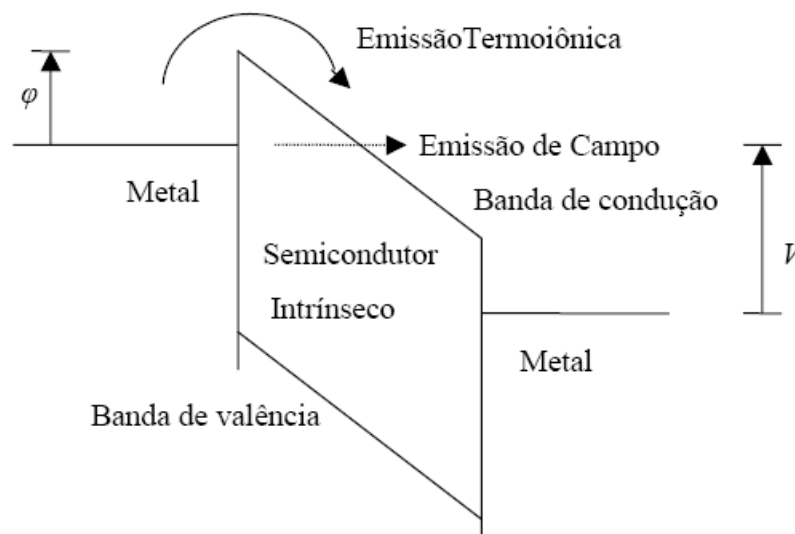 EmissãoTermoiônica
φ
Emissão de Campo
Metal
Banda de condução
Semicondutor
V
Intrínseco
Metal
Banda de valência